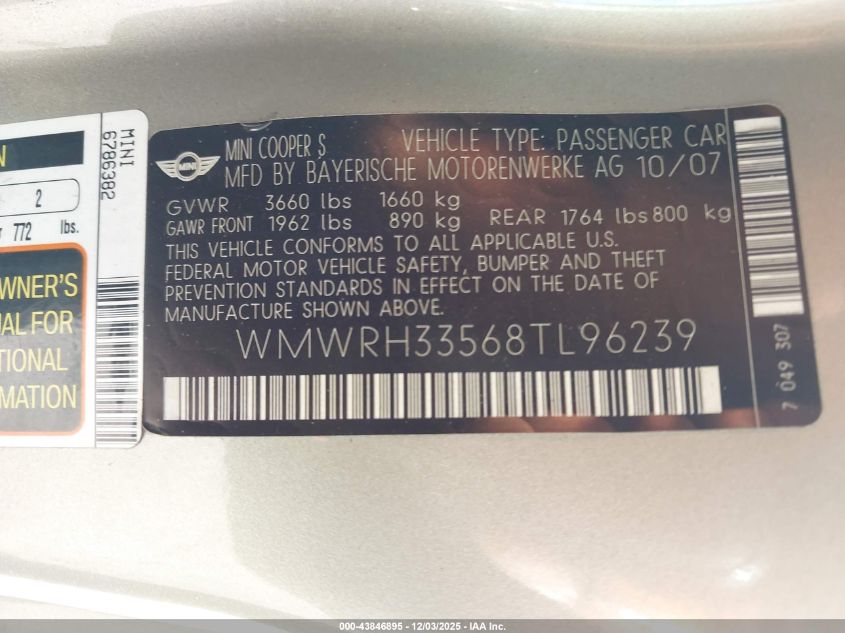 N
2
r 772 lbs.
WNER'S
UAL FOR
TIONAL
MATION
MINI
6786382
MINI
MINI COOPER S VEHICLE TYPE: PASSENGER CAR
MFD BY BAYERISCHE MOTORENWERKE AG 10/07
GVWR 3660 lbs 1660 kg
GAWR FRONT 1962 lbs 890 kg REAR 1764 lbs 800 kg
THIS VEHICLE CONFORMS TO ALL APPLICABLE U.S.
FEDERAL MOTOR VEHICLE SAFETY, BUMPER AND THEFT
PREVENTION STANDARDS IN EFFECT ON THE DATE OF
MANUFACTURE SHOWN ABOVE.
WMWRH33568TL96239
7 049 307
000-43846895 - 12/03/2025 - IAA Inc.